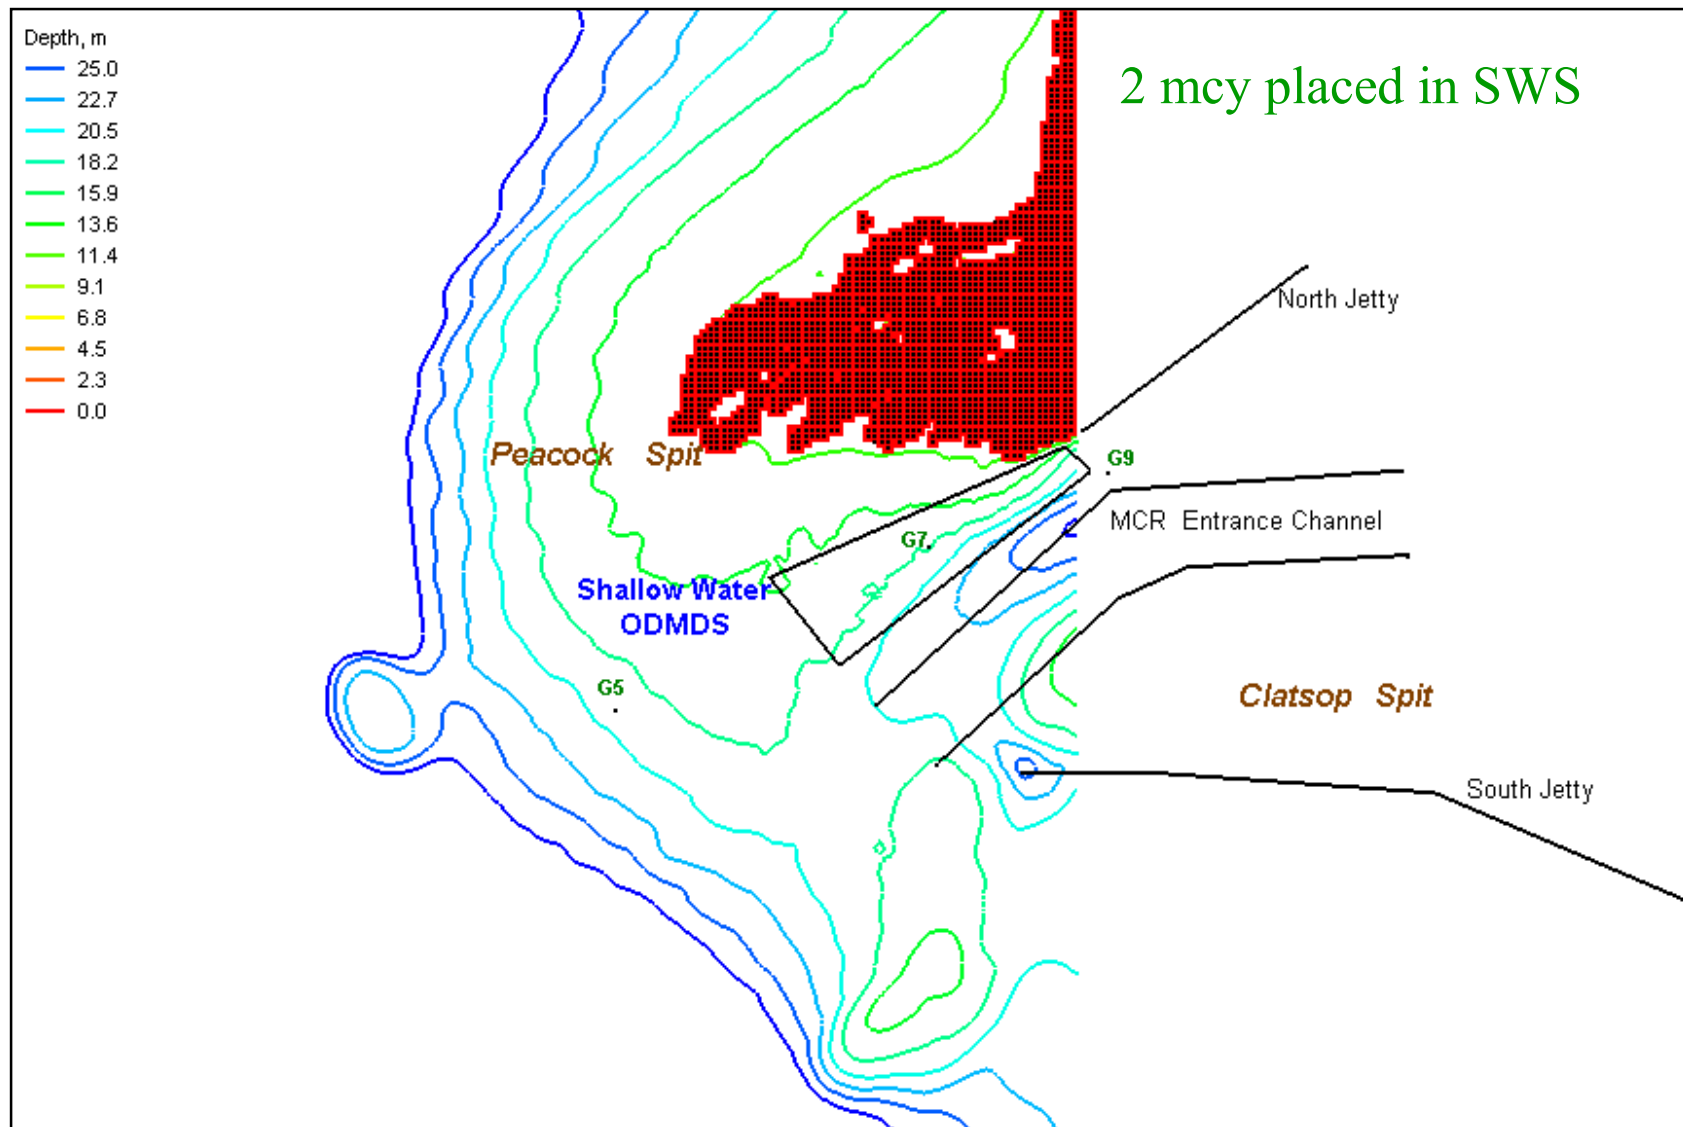 Depth, m
25.0
22.7
20.5
18.2
15.9
13.6
11.4
9.1
6.8
4.5
2.3
0.0
2 mcy placed in SWS
North Jetty
Peacock Spit
G9
MCR Entrance Channel
G7
Shallow Water
ODMDS
G5
Clatsop Spit
South Jetty